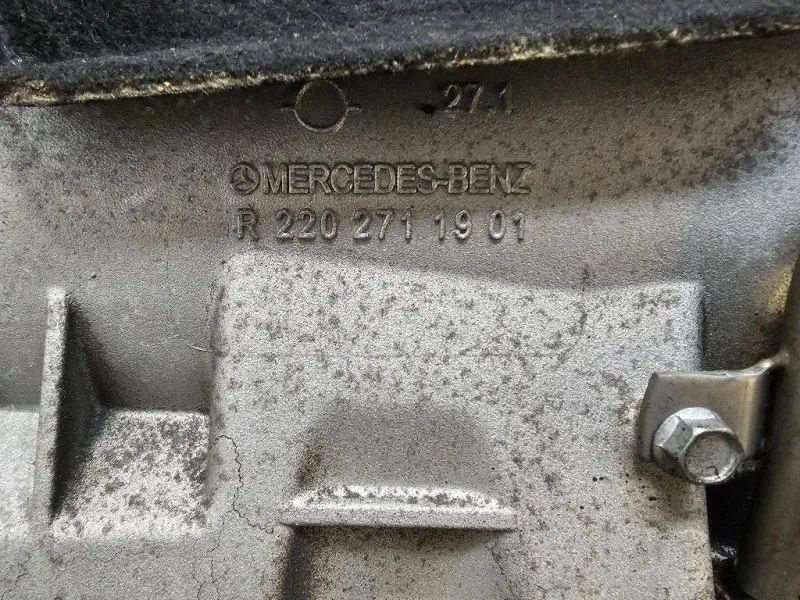 27.1
MERCEDES-BENZ
R 220 271 19 01